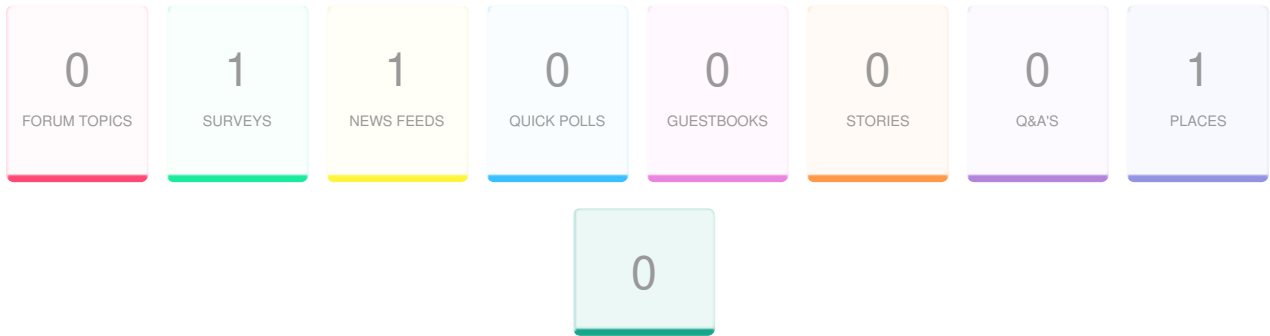 0 1 1 0 0 0 0 1
FORUM TOPICS SURVEYS NEWS FEEDS QUICK POLLS GUESTBOOKS STORIES Q&A'S PLACES
0